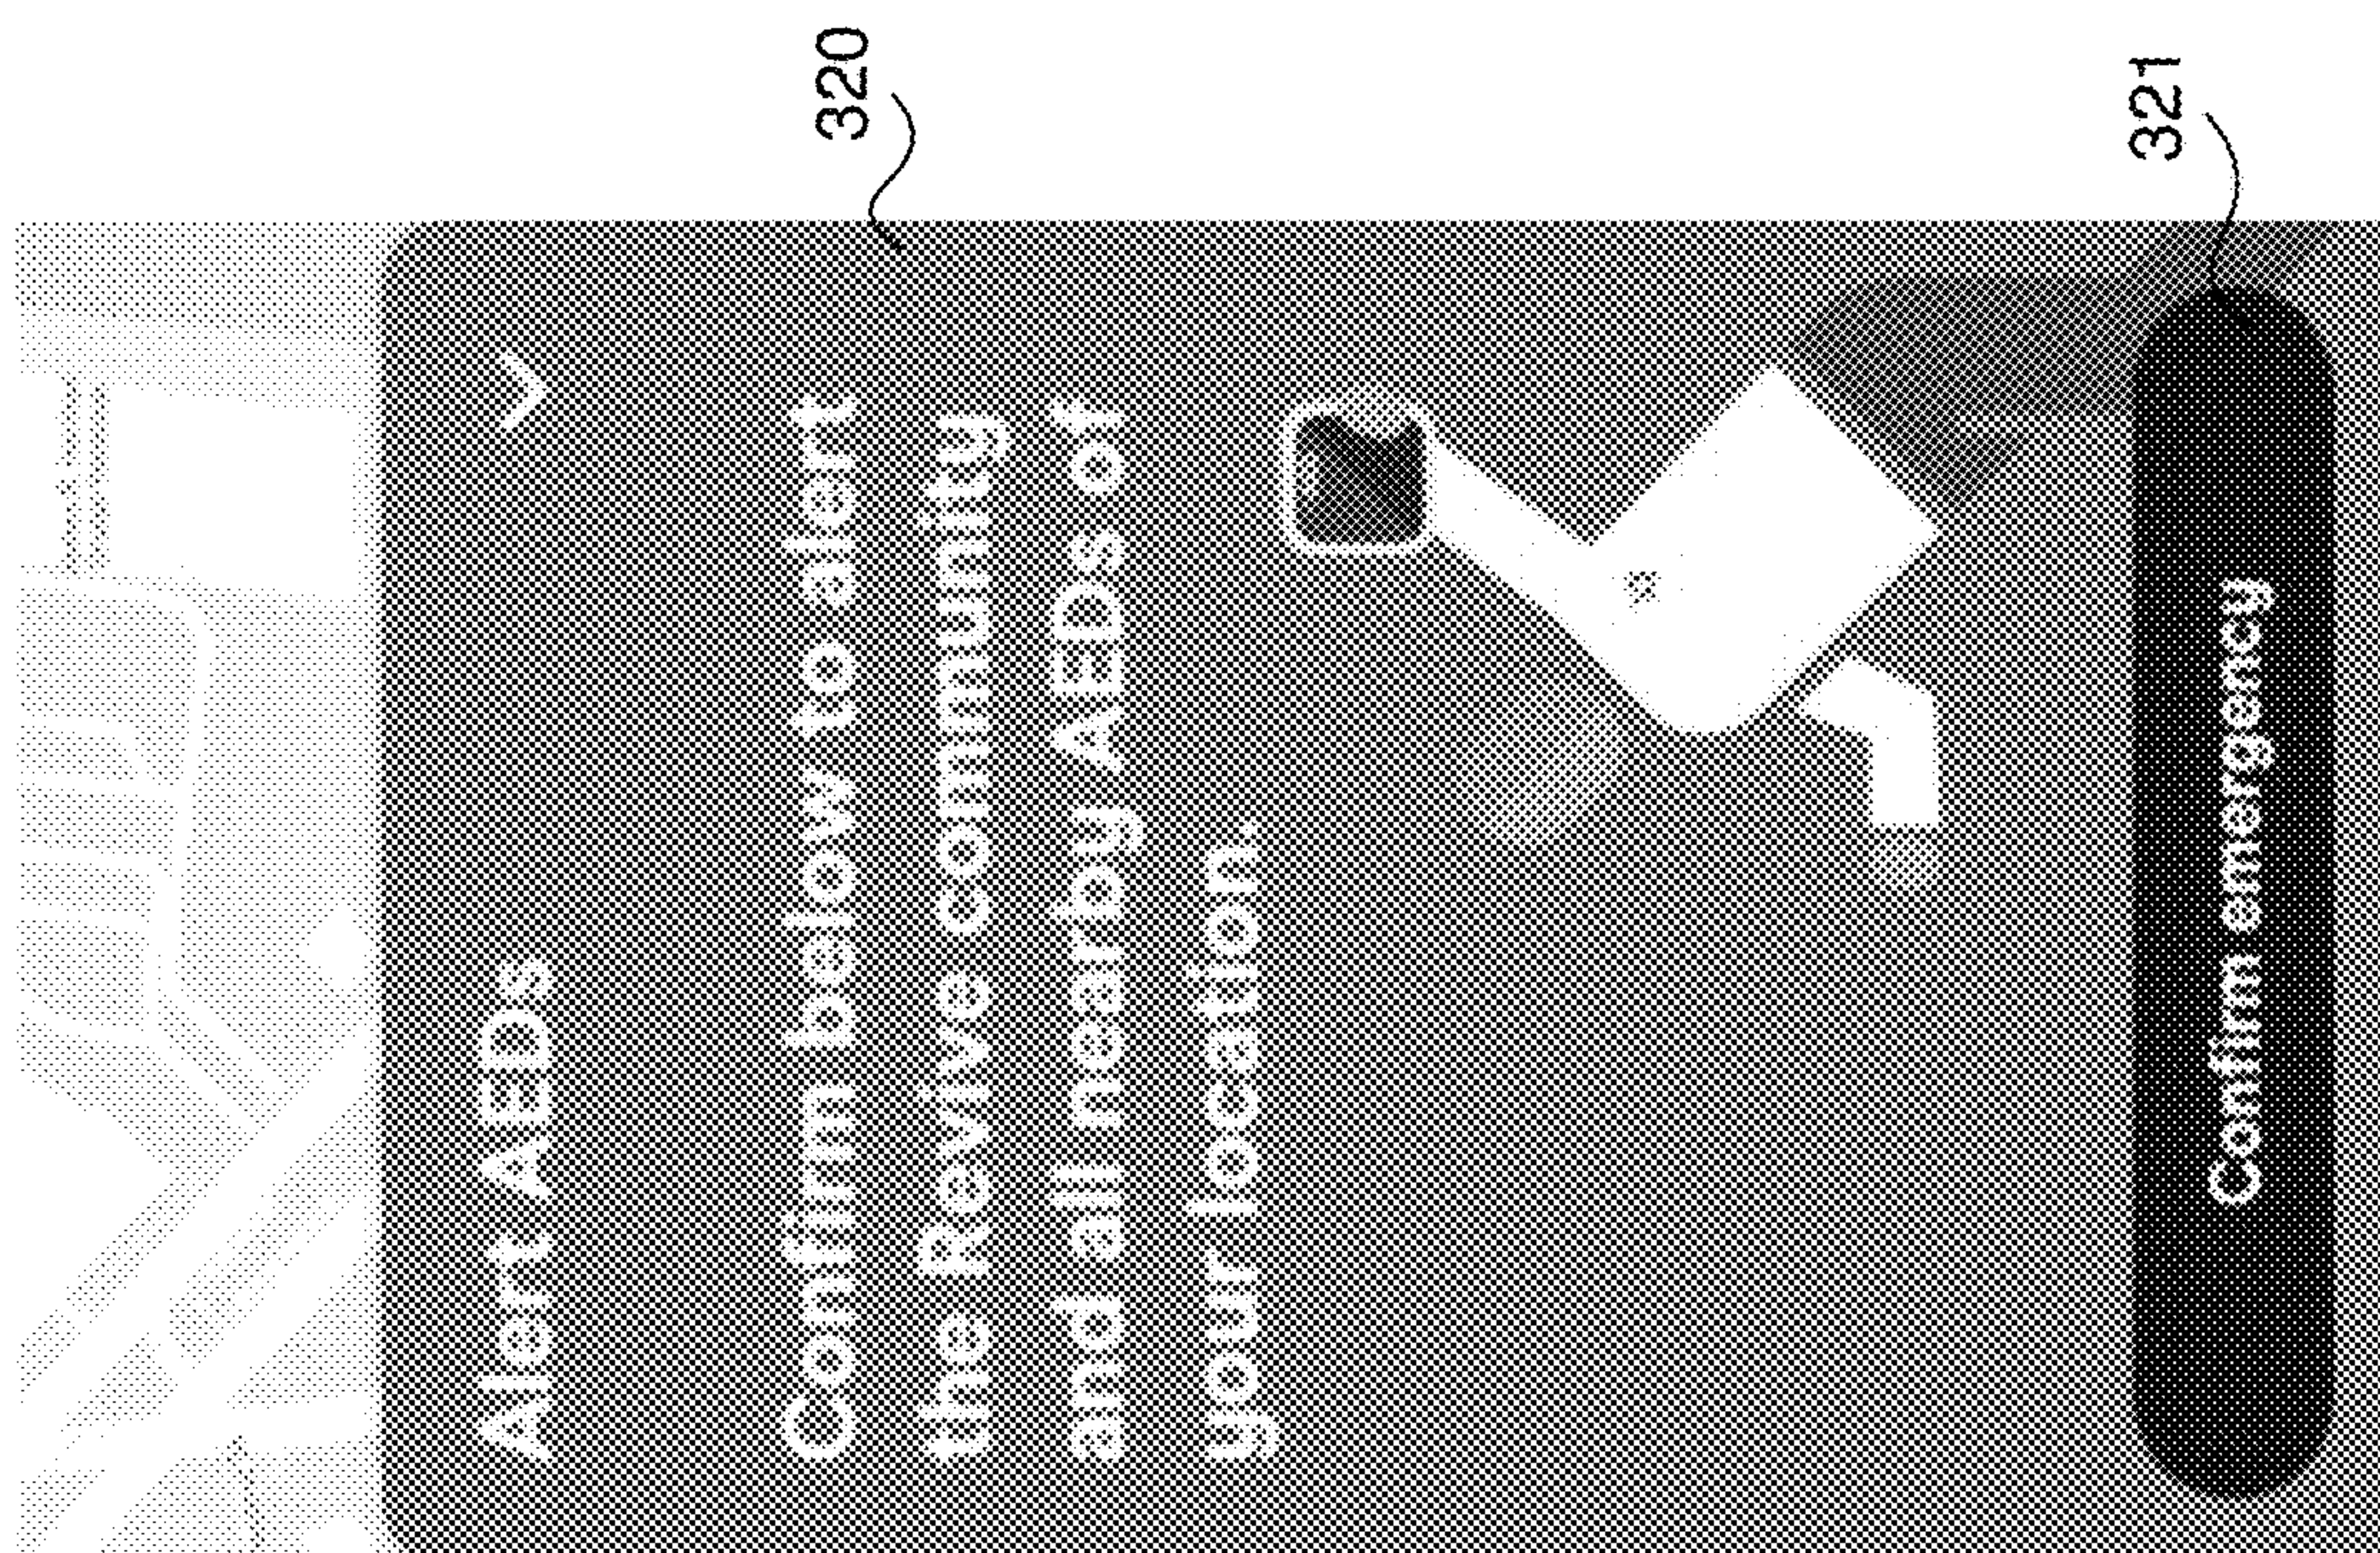 Alert AEDs
320
Confirm below to alert
the Revive community
and all nearby AEDs of
your location.
321
Confirm emergency